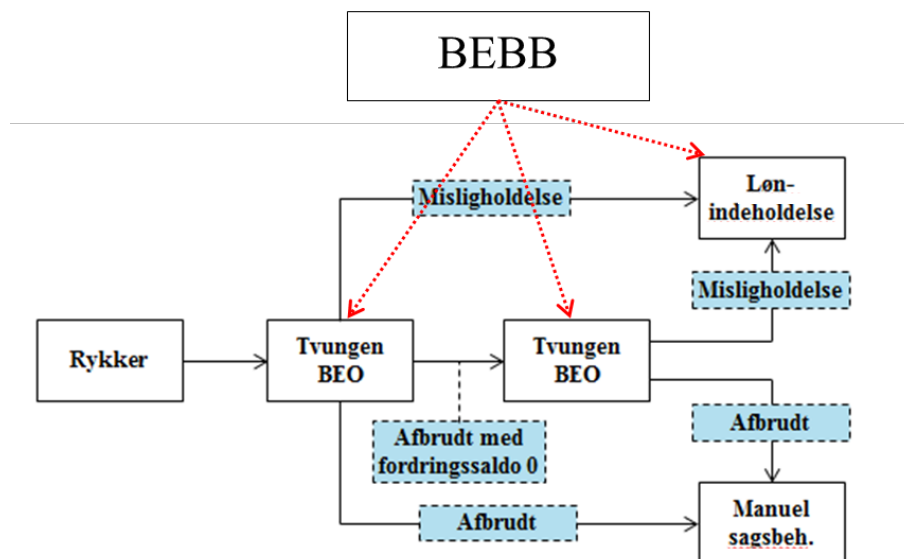 BEBB
Misligholdelse
Løn-
indeholdelse
Misligholdelse
Rykker
Tvungen
BEO
Tvungen
BEO
Afbrudt med
fordringssaldo 0
Afbrudt
Afbrudt
Manuel
sagsbeh.